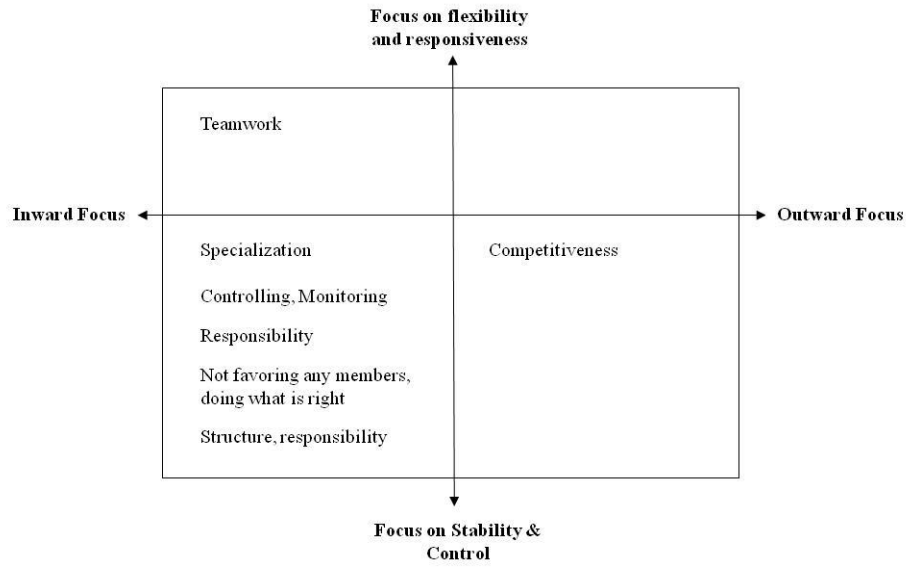 Focus on flexibility
and responsiveness
Teamwork
Inward Focus
Outward Focus
Specialization
Competitiveness
Controlling, Monitoring
Responsibility
Not favoring any members,
doing what is right
Structure, responsibility
Focus on Stability &
Control